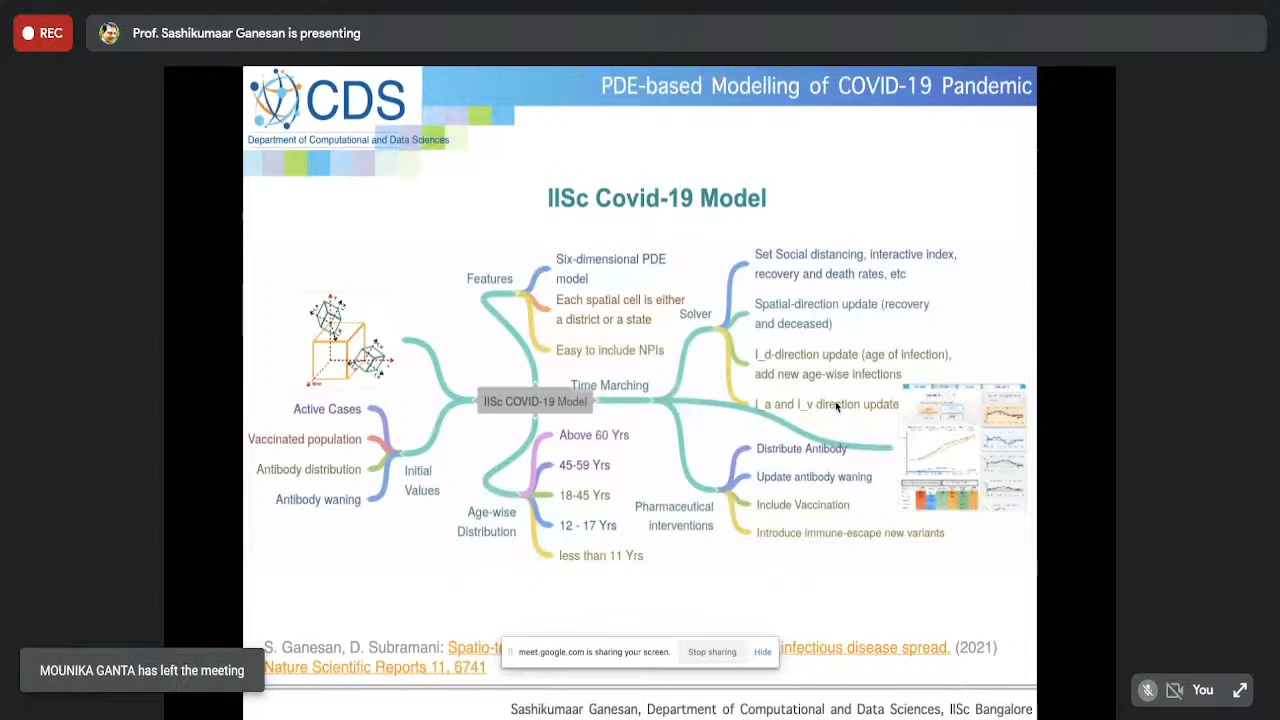 REC
Prof. Sashikumaar Ganesan is presenting
CDS
Department of Computational and Data Sciences
PDE-based Modelling of COVID-19 Pandemic
IISc Covid-19 Model
Features
Six-dimensional PDE
model
Each spatial cell is either
a district or a state
Easy to include NPIs
Solver
Set Social distancing, interactive index,
recovery and death rates, etc
Spatial-direction update (recovery
and deceased)
I_d-direction update (age of infection),
add new age-wise infections
I_a and I_v direction update
Time Marching
IISc COVID-19 Model
Active Cases
Vaccinated population
Antibody distribution
Antibody waning
Initial
Values
Above 60 Yrs
45-59 Yrs
18-45 Yrs
12 - 17 Yrs
less than 11 Yrs
Age-wise
Distribution
Pharmaceutical
interventions
Distribute Antibody
Update antibody waning
Include Vaccination
Introduce immune-escape new variants
S. Ganesan, D. Subramani: Spatio-t infectious disease spread. (2021)
Nature Scientific Reports 11, 6741
meet.google.com is sharing your screen.
Stop sharing
Hide
MOUNIKA GANTA has left the meeting
You
Sashikumaar Ganesan, Department of Computational and Data Sciences, IISc Bangalore